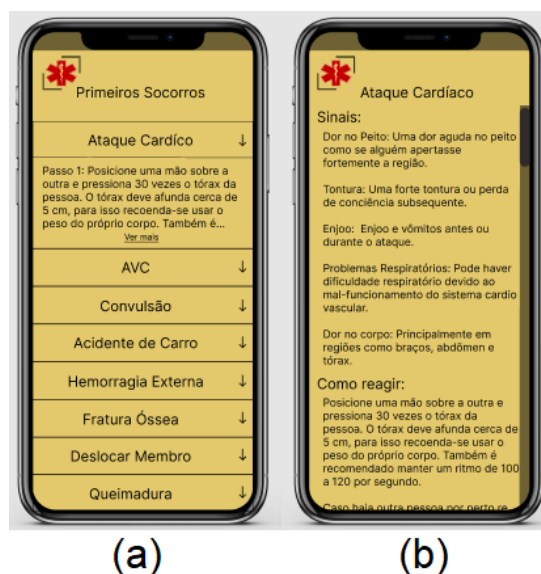 Primeiros Socorros
Ataque Cardíco ↓
Passo 1: Posicione uma mão sobre a
outra e pressiona 30 vezes o tórax da
pessoa. O tórax deve afunda cerca de
5 cm, para isso recoenda-se usar o
peso do próprio corpo. Também é...
Ver mais
AVC ↓
Convulsão ↓
Acidente de Carro ↓
Hemorragia Externa ↓
Fratura Óssea ↓
Deslocar Membro ↓
Queimadura ↓
(a)
Ataque Cardíaco
Sinais:
Dor no Peito: Uma dor aguda no peito
como se alguém apertasse
fortemente a região.
Tontura: Uma forte tontura ou perda
de conciência subsequente.
Enjoo: Enjoo e vômitos antes ou
durante o ataque.
Problemas Respiratórios: Pode haver
dificuldade respiratório devido ao
mal-funcionamento do sistema cardio
vascular.
Dor no corpo: Principalmente em
regiões como braços, abdômen e
tórax.
Como reagir:
Posicione uma mão sobre a outra e
pressiona 30 vezes o tórax da
pessoa. O tórax deve afunda cerca de
5 cm, para isso recoenda-se usar o
peso do próprio corpo. Também é
recomendado manter um ritmo de 100
a 120 por segundo.
Caso haja outra pessoa por perto re
(b)